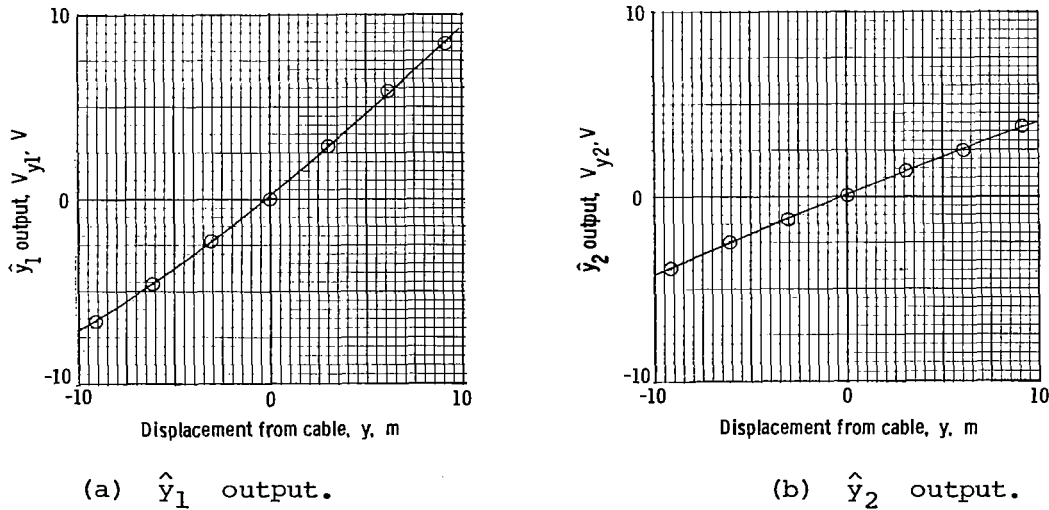 10
0
-10
ŷ1 output, Vy1, V
-10 0 10
Displacement from cable, y, m
(a) ŷ1 output.
10
0
-10
ŷ2 output, Vy2, V
-10 0 10
Displacement from cable, y, m
(b) ŷ2 output.